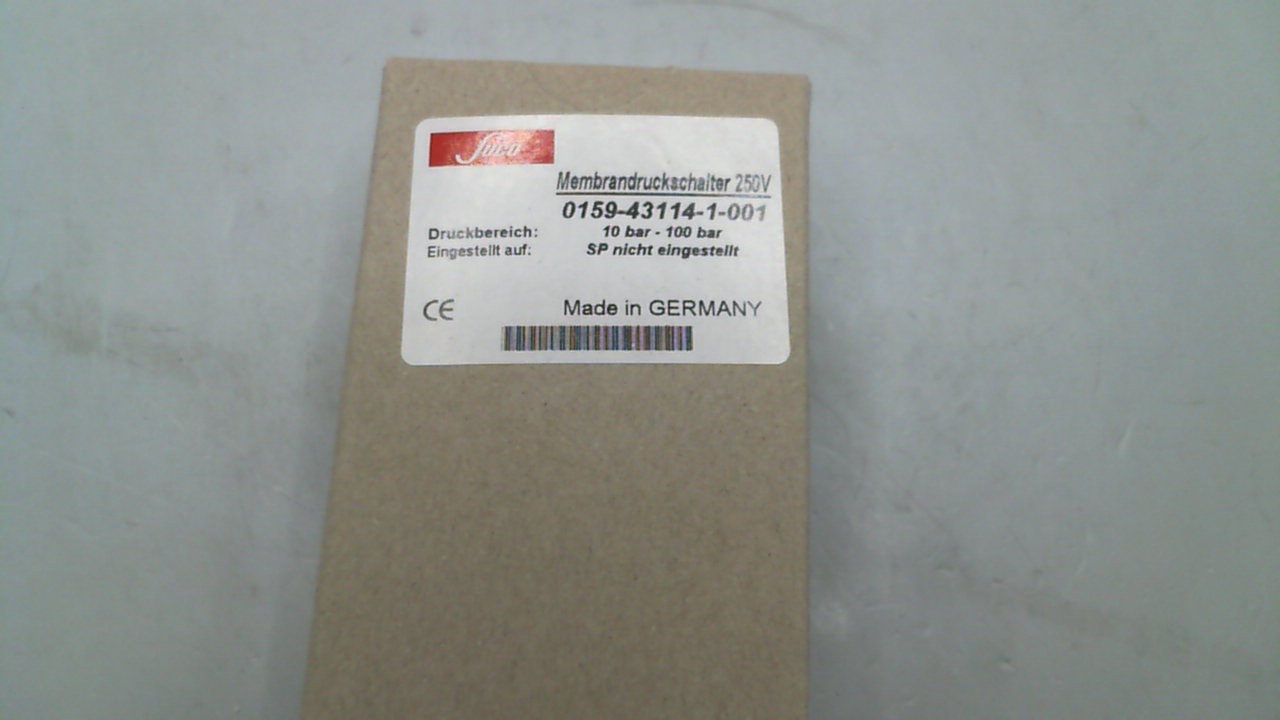 Suco
Membrandruckschalter 250V
0159-43114-1-001
Druckbereich: 10 bar - 100 bar
Eingestellt auf: SP nicht eingestellt
CE Made in GERMANY